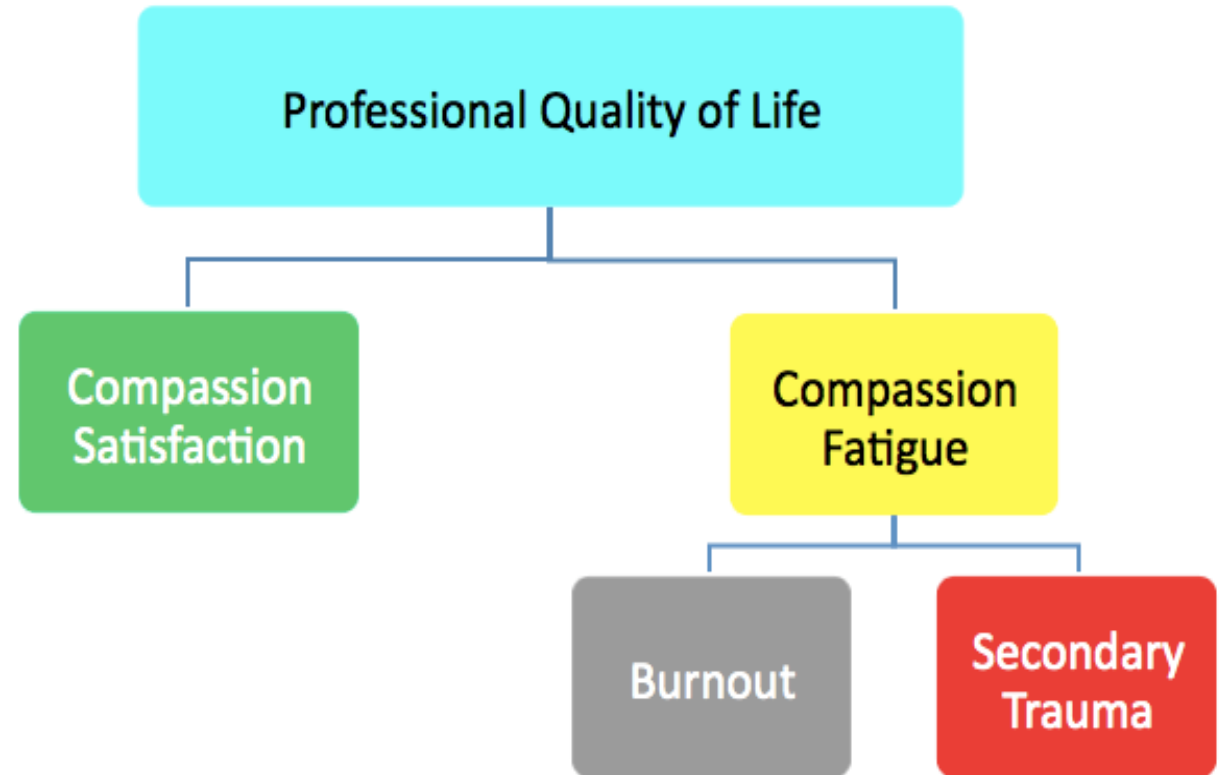 Professional Quality of Life
Compassion
Satisfaction
Compassion
Fatigue
Burnout
Secondary
Trauma